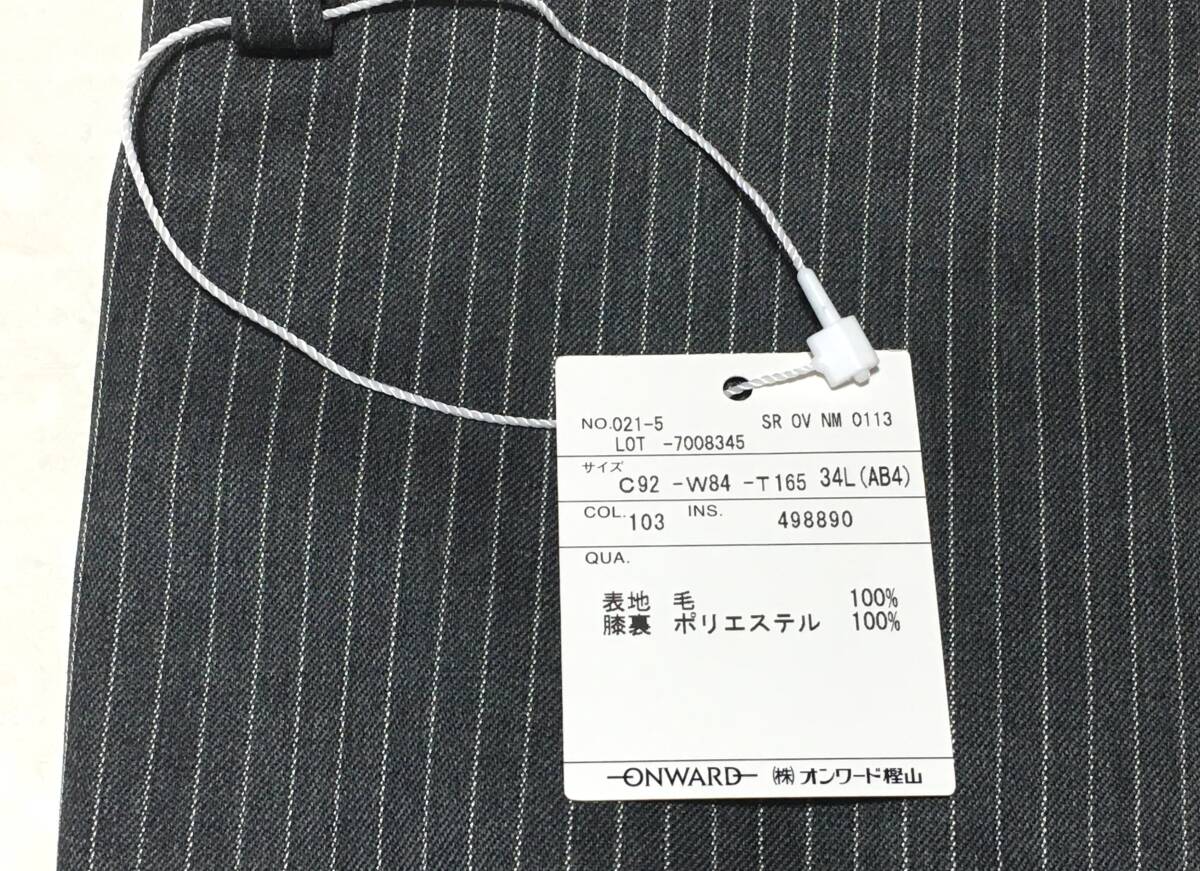 NO.021-5 SR OV NM 0113
LOT -7008345
サイズ
C92 -W84 -T165 34L(AB4)
COL.103 INS. 498890
QUA.
表地 毛 100%
膝裏 ポリエステル 100%
ONWARD ㈱オンワード樫山